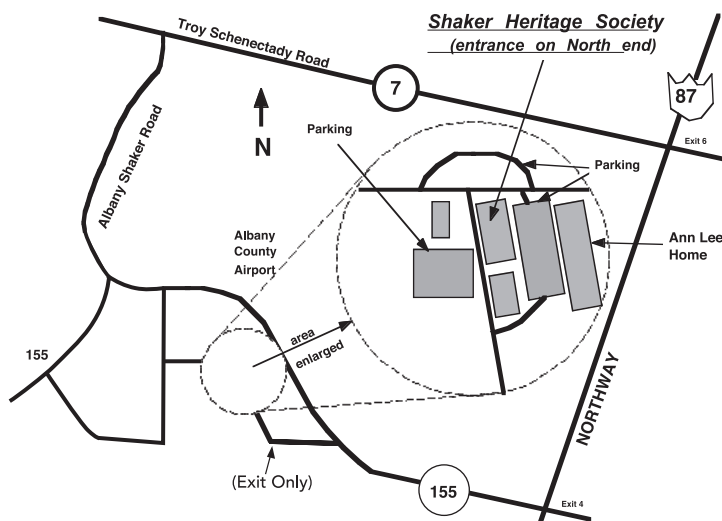 Shaker Heritage Society
(entrance on North end)
Troy Schenectady Road
7
87
Exit 6
Parking
N
Parking
Albany Shaker Road
Albany
County
Airport
Ann Lee
Home
155
area
enlarged
NORTHWAY
(Exit Only)
155
Exit 4